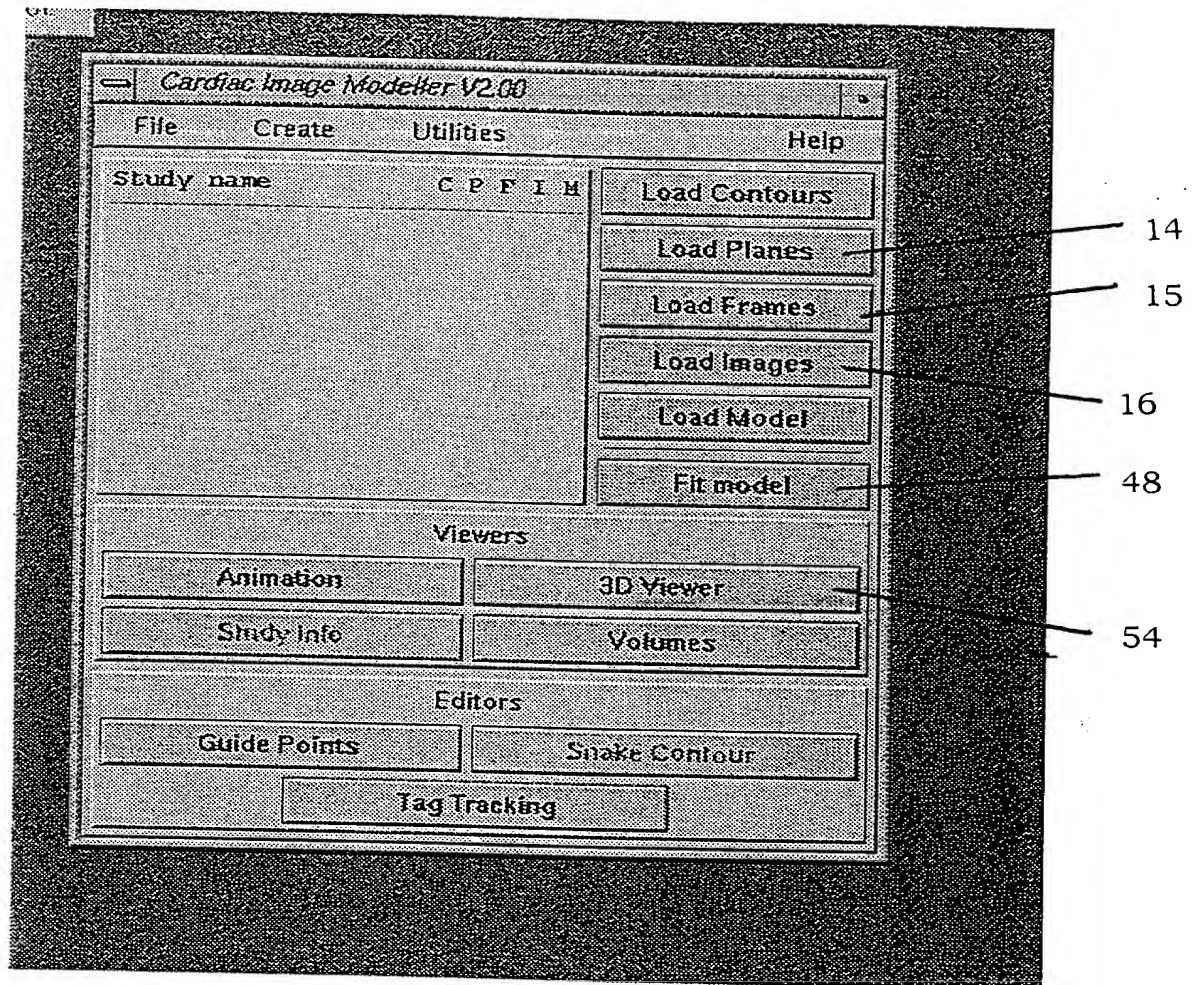 Cardiac Image Modeller V2.00
File Create Utilities Help
Study name C P F I M
Load Contours
Load Planes
14
Load Frames
15
Load Images
16
Load Model
Fit model
48
Viewers
Animation
3D Viewer
54
Study Info
Volumes
Editors
Guide Points
Snake Contour
Tag Tracking